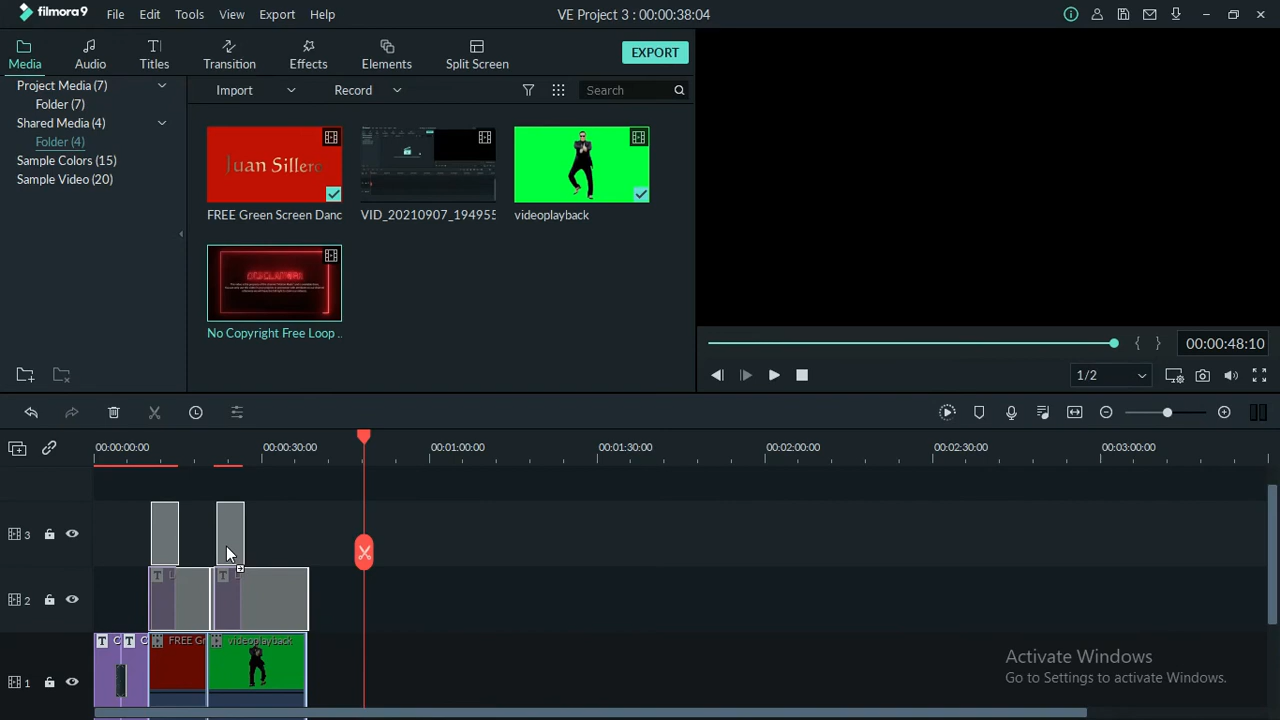 filmora9 File Edit Tools View Export Help VE Project 3 : 00:00:38:04
Media Audio Titles Transition Effects Elements Split Screen EXPORT
Project Media (7)
Folder (7)
Shared Media (4)
Folder (4)
Sample Colors (15)
Sample Video (20)
Import Record Search
Juan Sillero
FREE Green Screen Danc
VID_20210907_194955
videoplayback
DISCLAIMER
No Copyright Free Loop ..
00:00:48:10
1/2
00:00:00:00 00:00:30:00 00:01:00:00 00:01:30:00 00:02:00:00 00:02:30:00 00:03:00:00
3
2
T T
1
T C T C FREE Gr videoplayback
Activate Windows
Go to Settings to activate Windows.